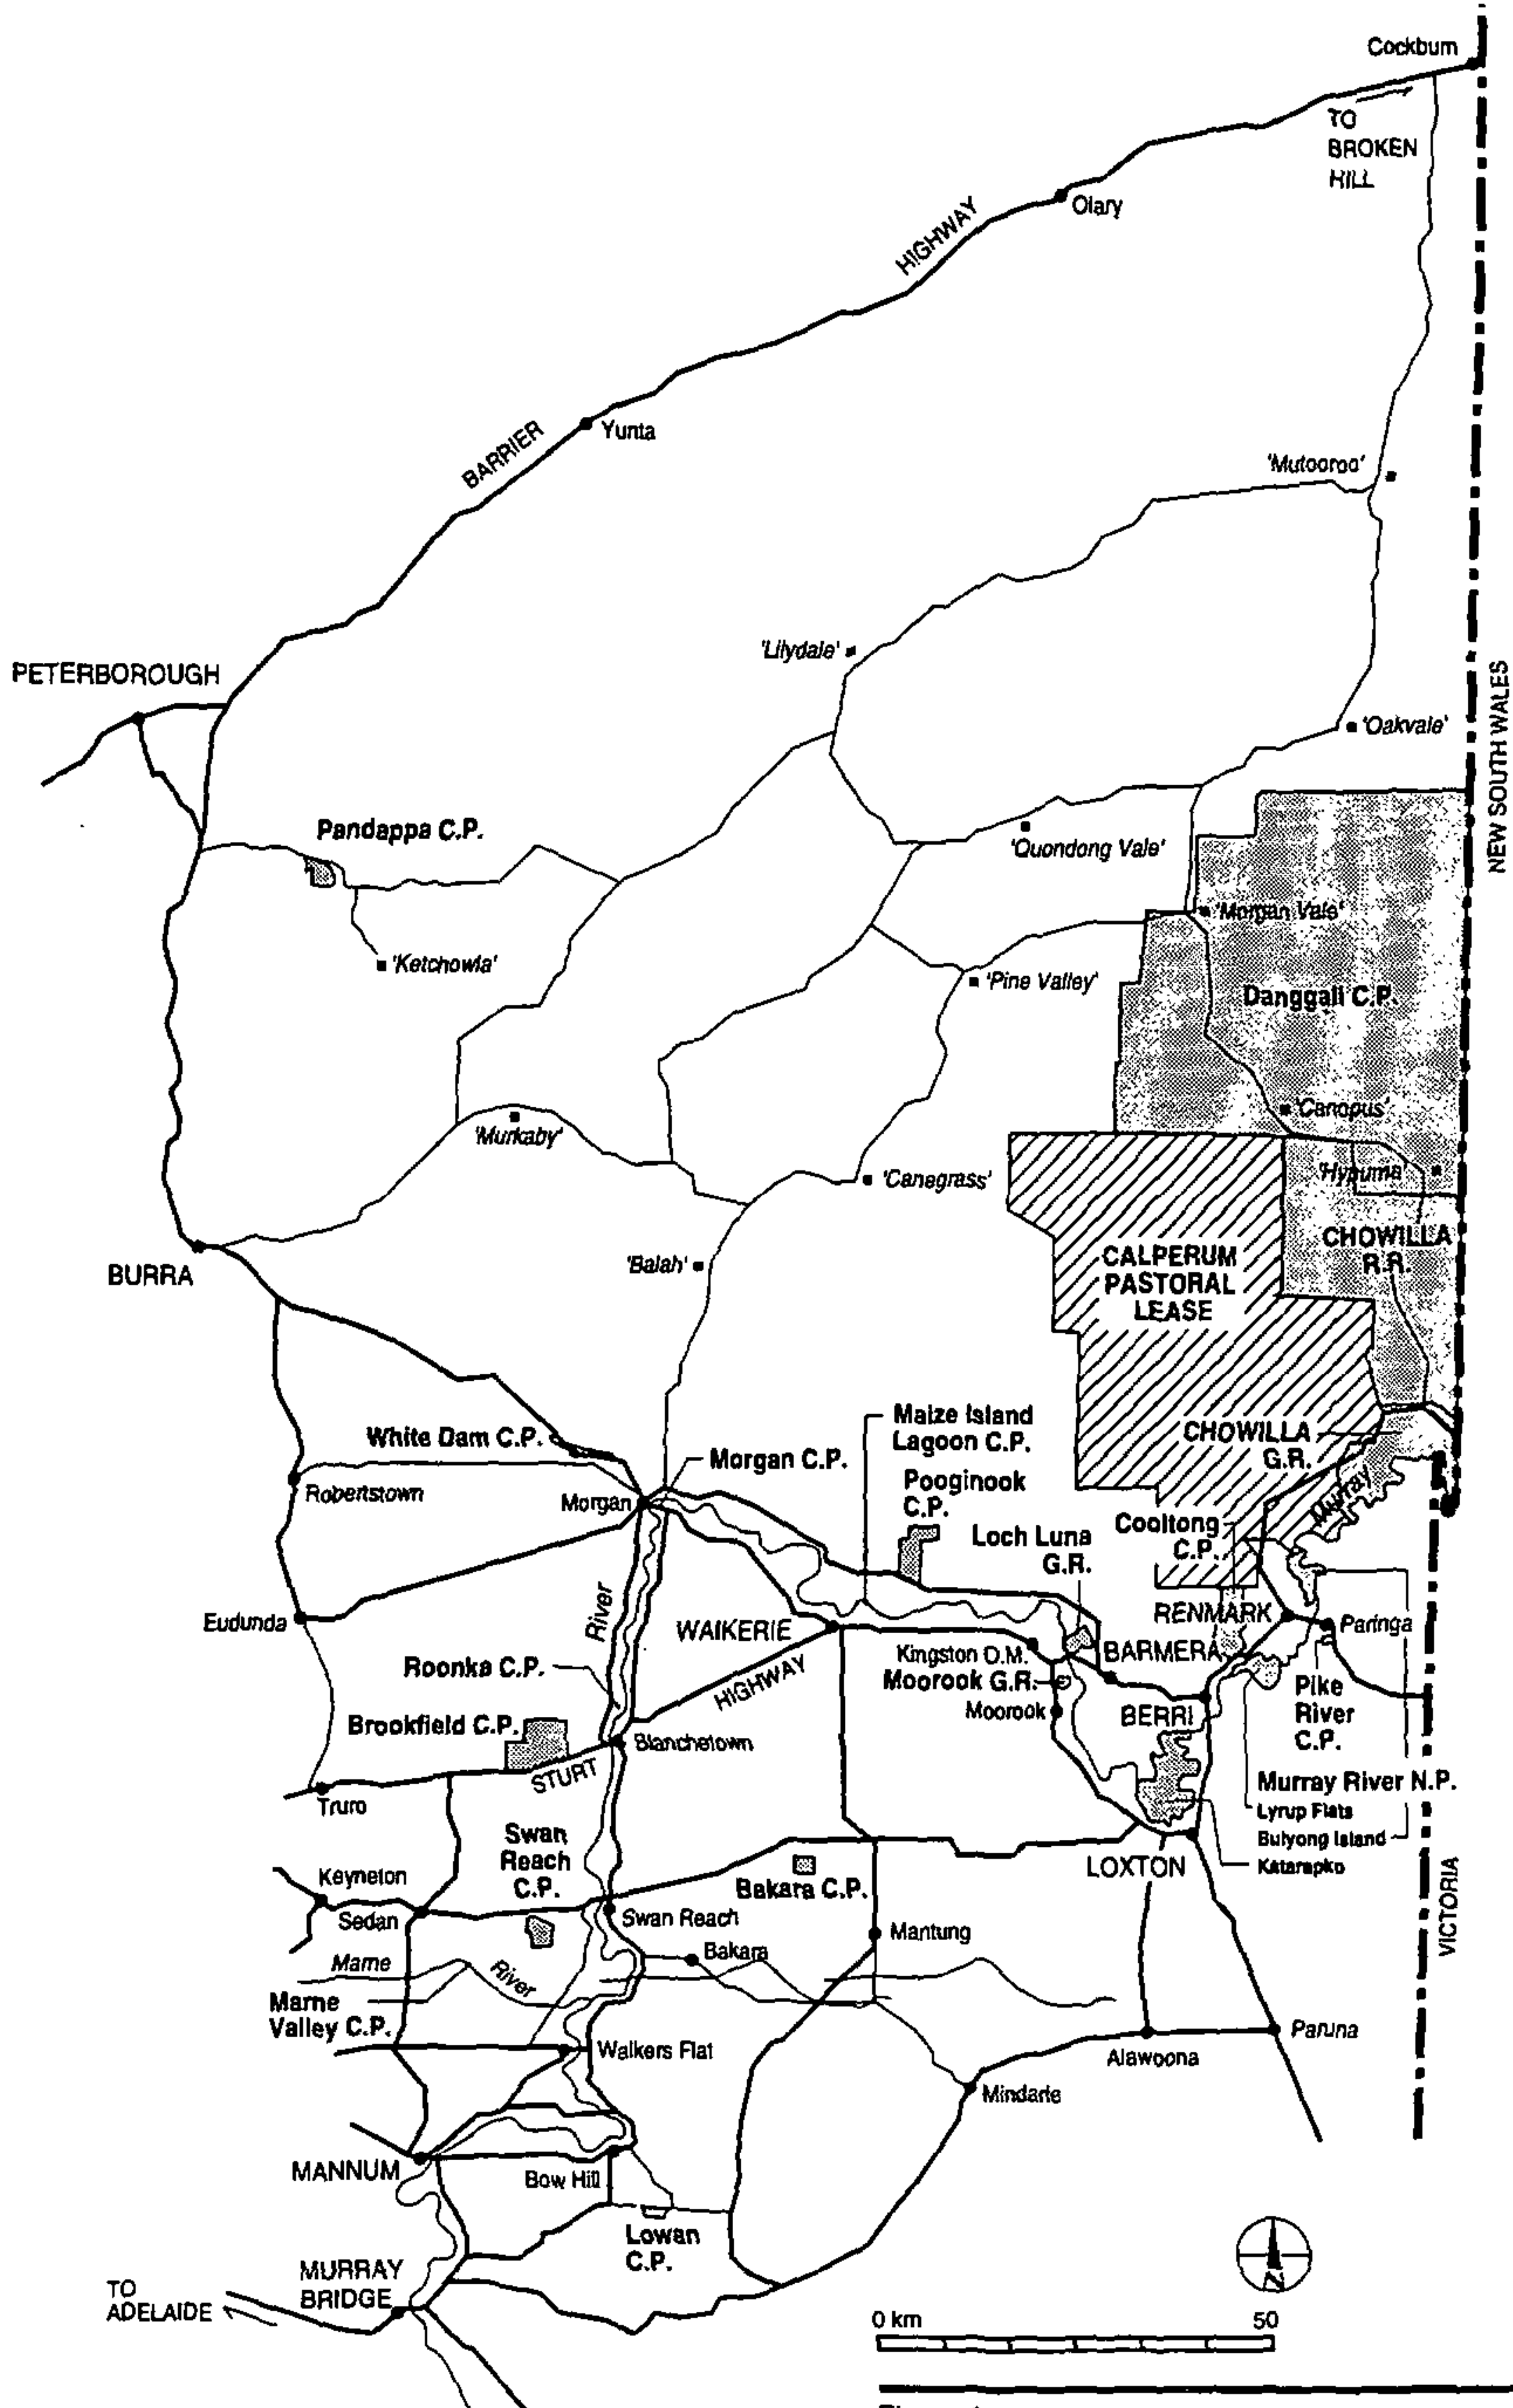 Cockburn
TO
BROKEN
HILL
Olary
HIGHWAY
BARRIER
Yunta
'Mutooroo'
'Lilydale'
PETERBOROUGH
'Oakvale'
NEW SOUTH WALES
Pandappa C.P.
'Quondong Vale'
'Morgan Vale'
'Ketchowla'
'Pine Valley'
Danggali C.P.
'Canopus'
'Murkaby'
'Canegrass'
'Hypurna'
CHOWILLA
R.R.
CALPERUM
PASTORAL
LEASE
'Balah'
BURRA
Maize Island
Lagoon C.P.
White Dam C.P.
CHOWILLA
G.R.
Morgan C.P.
Pooginook
C.P.
Robertstown
Morgan
Murray
Cooltong
C.P.
Loch Luna
G.R.
River
Eudunda
WAIKERIE
RENMARK
Paringa
Kingston O.M.
BARMERA
Roonka C.P.
HIGHWAY
Moorook G.R.
Moorook
BERRI
Pike
River
C.P.
Brookfield C.P.
Blanchetown
STURT
Truro
Murray River N.P.
Lyrup Flats
Bulyong Island
Katarapko
Swan
Reach
C.P.
LOXTON
Keyneton
Bakara C.P.
Sedan
Swan Reach
Mantung
VICTORIA
Bakara
Marne
River
Marne
Valley C.P.
Walkers Flat
Paruna
Alawoona
Mindarie
MANNUM
Bow Hill
Lowan
C.P.
MURRAY
BRIDGE
TO
ADELAIDE
N
0 km
50